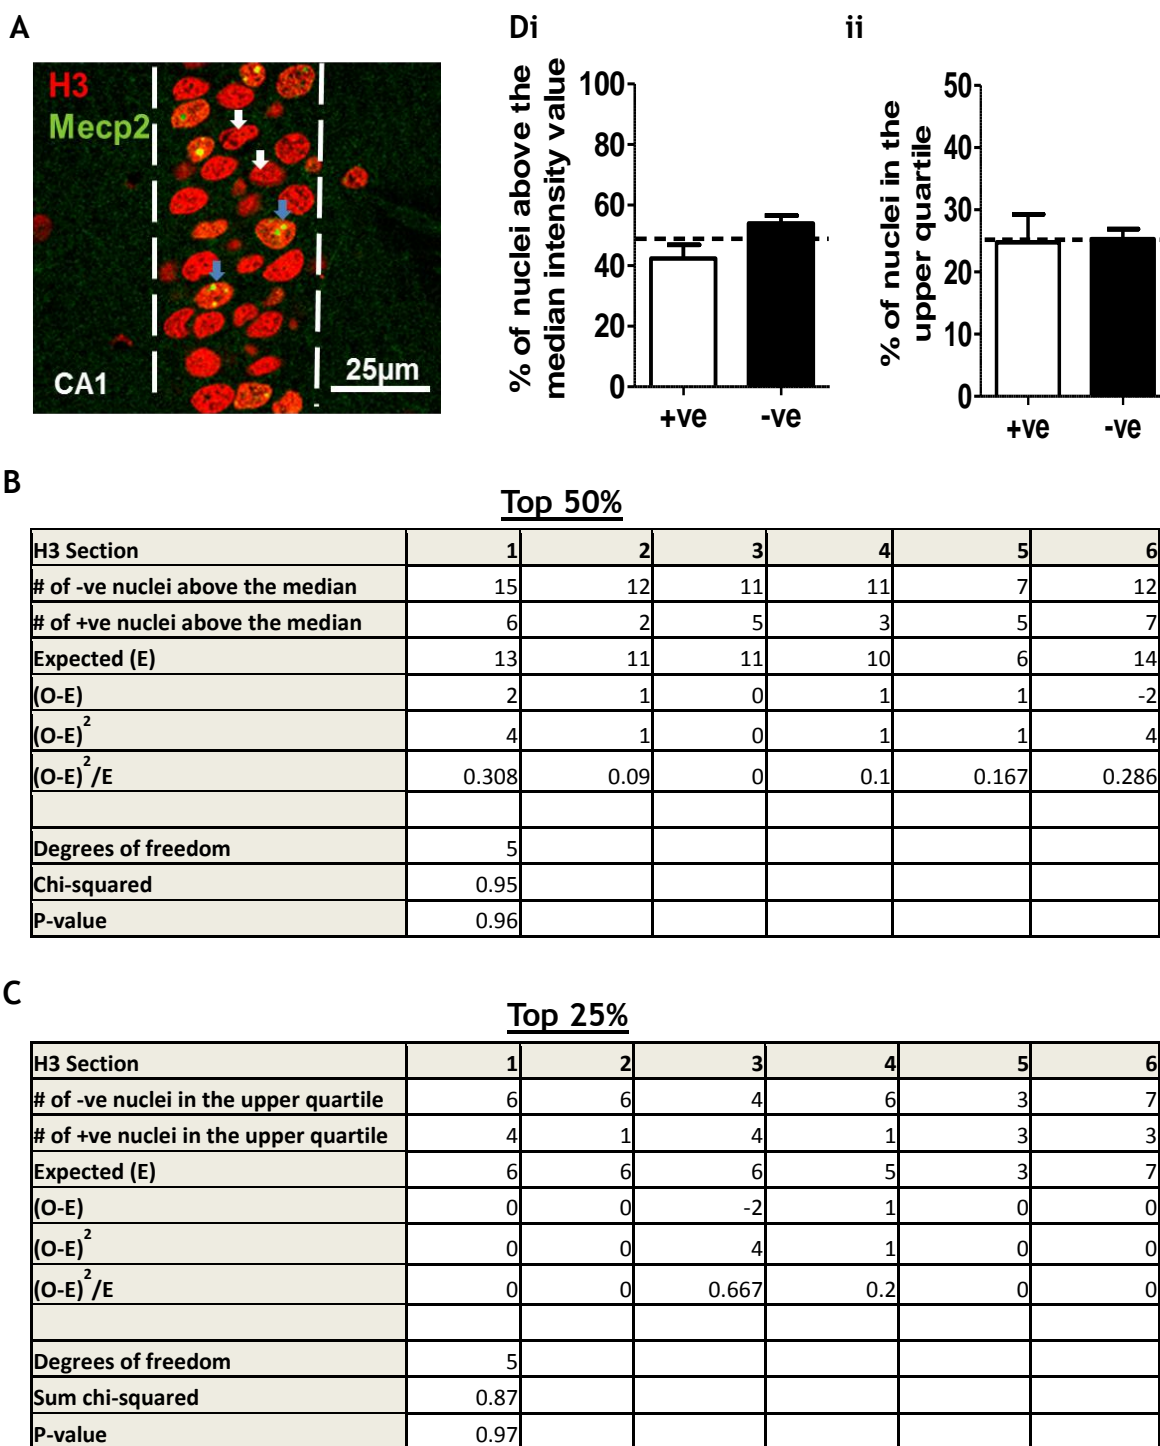 A
H3
Mecp2
CA1
25μm
Di
% of nuclei above the
median intensity value
100
80
60
40
20
0
+ve -ve
ii
% of nuclei in the
upper quartile
50
40
30
20
10
0
+ve -ve
B
Top 50%
H3 Section 1 2 3 4 5 6
# of -ve nuclei above the median 15 12 11 11 7 12
# of +ve nuclei above the median 6 2 5 3 5 7
Expected (E) 13 11 11 10 6 14
(O-E) 2 1 0 1 1 -2
(O-E)² 4 1 0 1 1 4
(O-E)²/E 0.308 0.09 0 0.1 0.167 0.286
Degrees of freedom 5
Chi-squared 0.95
P-value 0.96
C
Top 25%
H3 Section 1 2 3 4 5 6
# of -ve nuclei in the upper quartile 6 6 4 6 3 7
# of +ve nuclei in the upper quartile 4 1 4 1 3 3
Expected (E) 6 6 6 5 3 7
(O-E) 0 0 -2 1 0 0
(O-E)² 0 0 4 1 0 0
(O-E)²/E 0 0 0.667 0.2 0 0
Degrees of freedom 5
Sum chi-squared 0.87
P-value 0.97